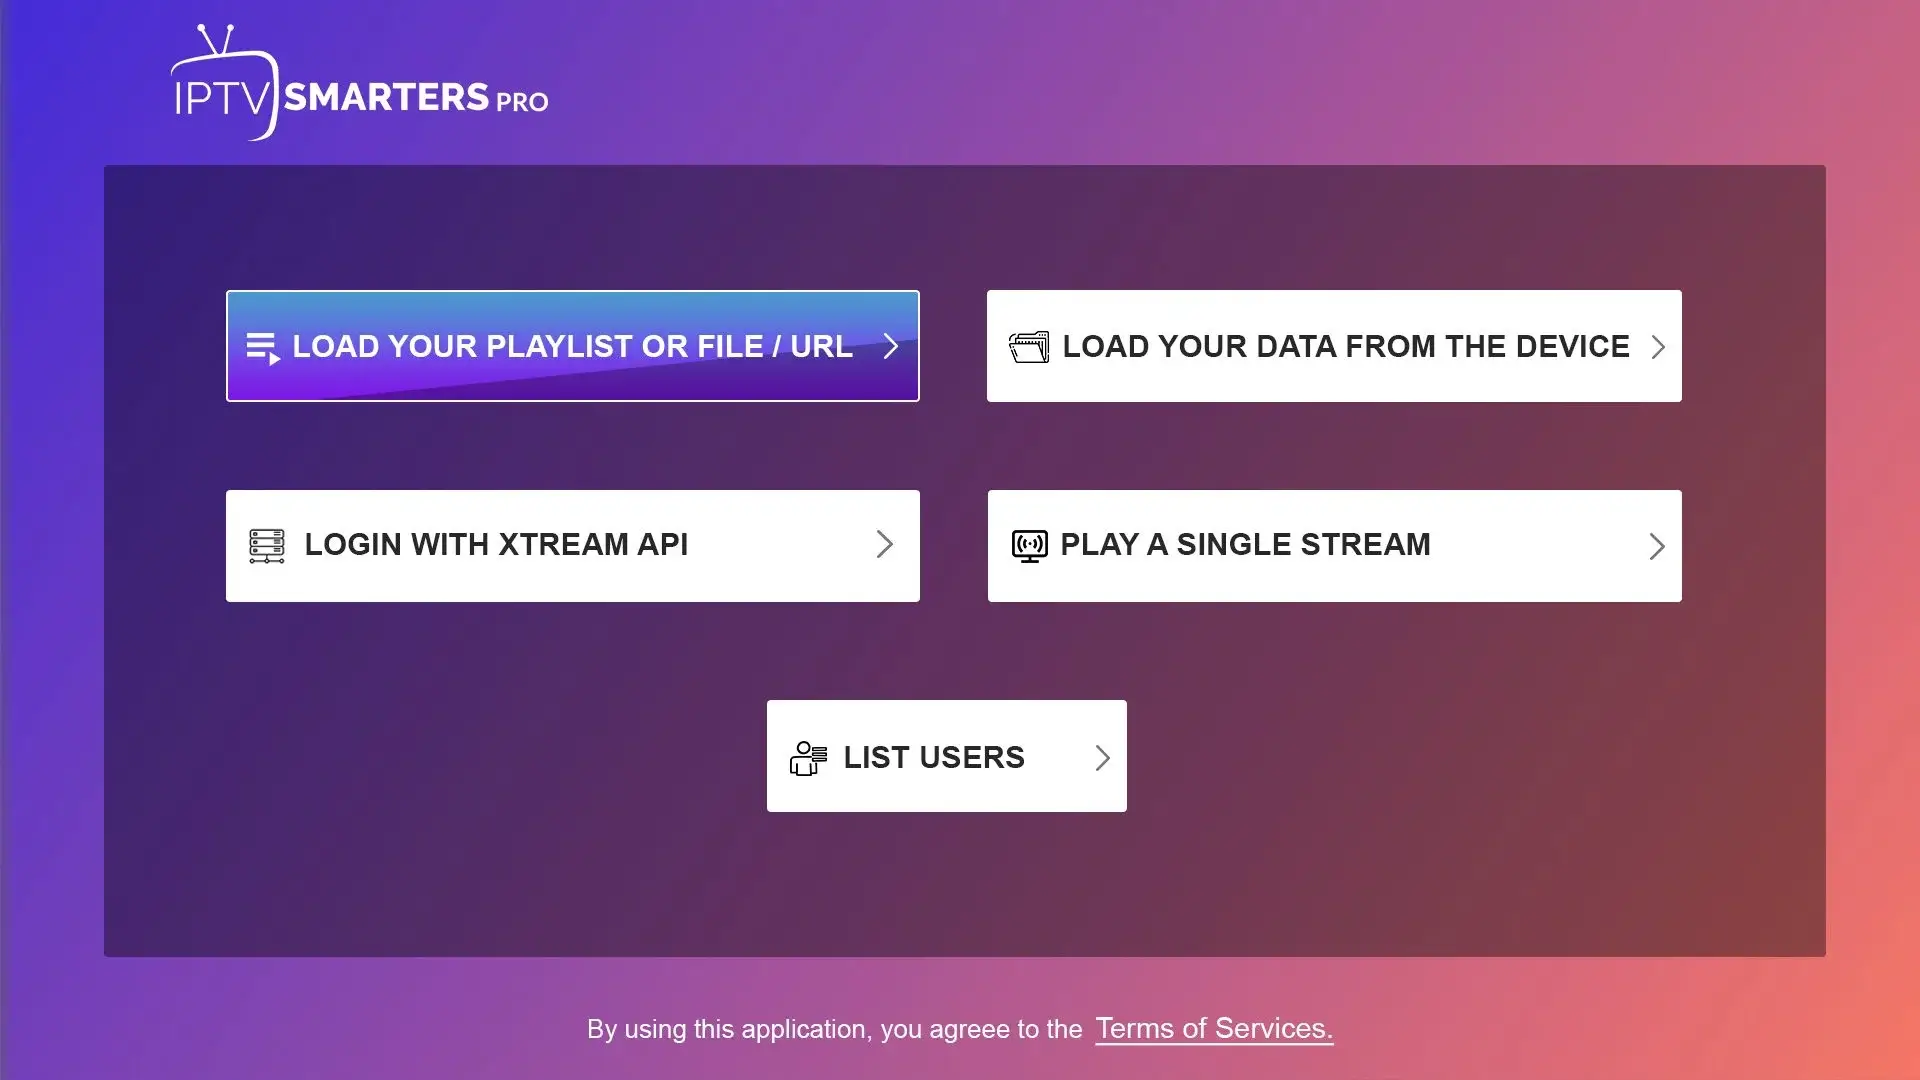 IPTV SMARTERS PRO
LOAD YOUR PLAYLIST OR FILE / URL
LOAD YOUR DATA FROM THE DEVICE
LOGIN WITH XTREAM API
PLAY A SINGLE STREAM
LIST USERS
By using this application, you agreee to the Terms of Services.